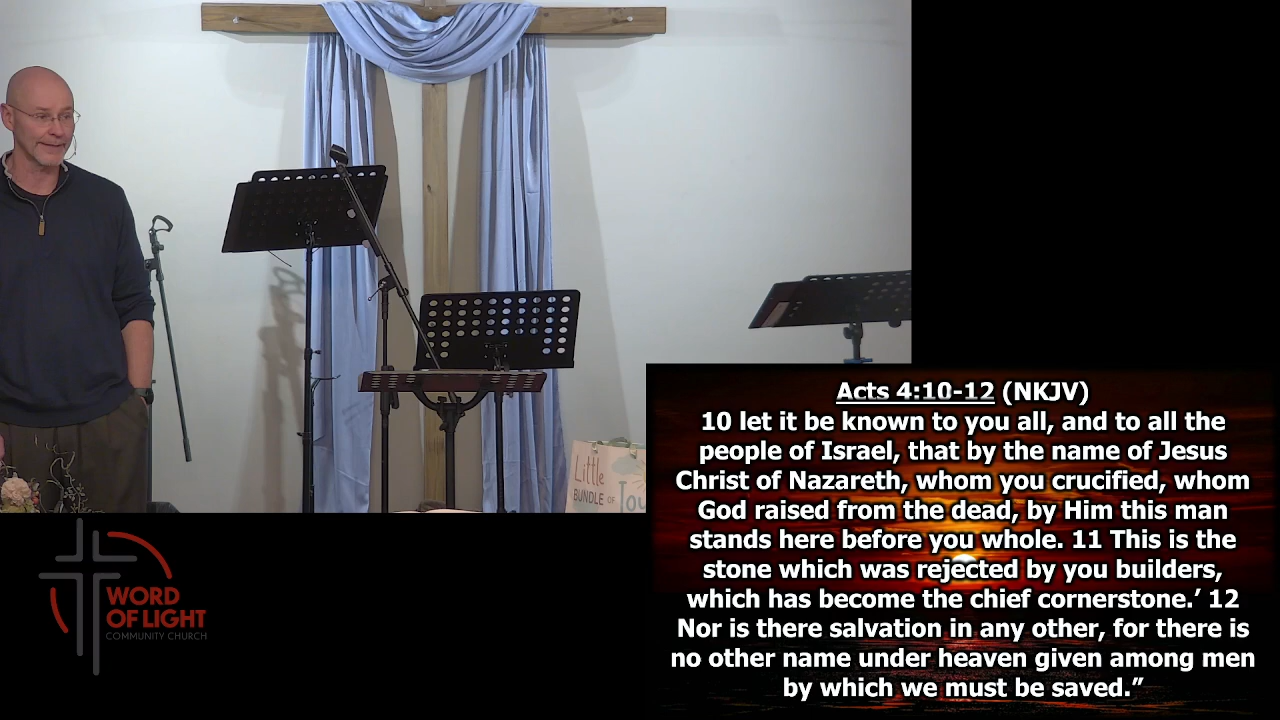 Little
BUNDLE OF Joy
WORD
OF LIGHT
COMMUNITY CHURCH
Acts 4:10-12 (NKJV)
10 let it be known to you all, and to all the
people of Israel, that by the name of Jesus
Christ of Nazareth, whom you crucified, whom
God raised from the dead, by Him this man
stands here before you whole. 11 This is the
stone which was rejected by you builders,
which has become the chief cornerstone.’ 12
Nor is there salvation in any other, for there is
no other name under heaven given among men
by which we must be saved.”